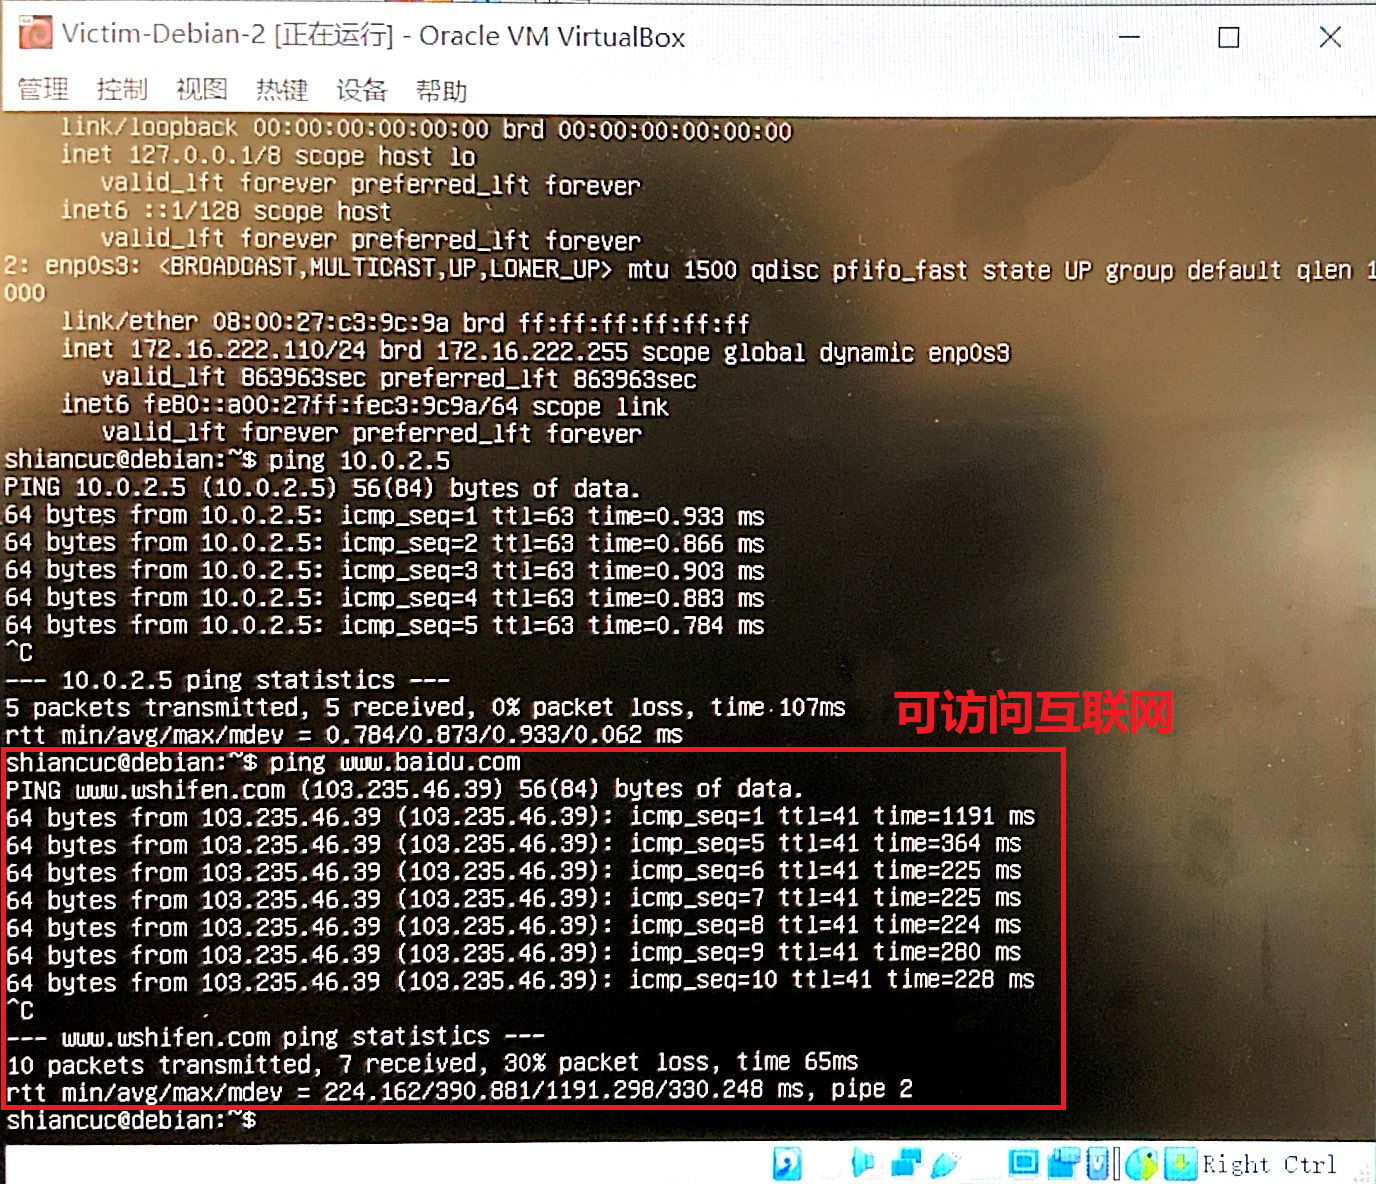 Victim-Debian-2 [正在运行] - Oracle VM VirtualBox
管理 控制 视图 热键 设备 帮助
link/loopback 00:00:00:00:00:00 brd 00:00:00:00:00:00
inet 127.0.0.1/8 scope host lo
valid_lft forever preferred_lft forever
inet6 ::1/128 scope host
valid_lft forever preferred_lft forever
2: enp0s3: <BROADCAST,MULTICAST,UP,LOWER_UP> mtu 1500 qdisc pfifo_fast state UP group default qlen 1
000
link/ether 08:00:27:c3:9c:9a brd ff:ff:ff:ff:ff:ff
inet 172.16.222.110/24 brd 172.16.222.255 scope global dynamic enp0s3
valid_lft 863963sec preferred_lft 863963sec
inet6 fe80::a00:27ff:fec3:9c9a/64 scope link
valid_lft forever preferred_lft forever
shiancuc@debian:~$ ping 10.0.2.5
PING 10.0.2.5 (10.0.2.5) 56(84) bytes of data.
64 bytes from 10.0.2.5: icmp_seq=1 ttl=63 time=0.933 ms
64 bytes from 10.0.2.5: icmp_seq=2 ttl=63 time=0.866 ms
64 bytes from 10.0.2.5: icmp_seq=3 ttl=63 time=0.903 ms
64 bytes from 10.0.2.5: icmp_seq=4 ttl=63 time=0.883 ms
64 bytes from 10.0.2.5: icmp_seq=5 ttl=63 time=0.784 ms
^C
--- 10.0.2.5 ping statistics ---
5 packets transmitted, 5 received, 0% packet loss, time 107ms
rtt min/avg/max/mdev = 0.784/0.873/0.933/0.062 ms
可访问互联网
shiancuc@debian:~$ ping www.baidu.com
PING www.wshifen.com (103.235.46.39) 56(84) bytes of data.
64 bytes from 103.235.46.39 (103.235.46.39): icmp_seq=1 ttl=41 time=1191 ms
64 bytes from 103.235.46.39 (103.235.46.39): icmp_seq=5 ttl=41 time=364 ms
64 bytes from 103.235.46.39 (103.235.46.39): icmp_seq=6 ttl=41 time=225 ms
64 bytes from 103.235.46.39 (103.235.46.39): icmp_seq=7 ttl=41 time=225 ms
64 bytes from 103.235.46.39 (103.235.46.39): icmp_seq=8 ttl=41 time=224 ms
64 bytes from 103.235.46.39 (103.235.46.39): icmp_seq=9 ttl=41 time=280 ms
64 bytes from 103.235.46.39 (103.235.46.39): icmp_seq=10 ttl=41 time=228 ms
^C
--- www.wshifen.com ping statistics ---
10 packets transmitted, 7 received, 30% packet loss, time 65ms
rtt min/avg/max/mdev = 224.162/390.881/1191.298/330.248 ms, pipe 2
shiancuc@debian:~$
Right Ctrl